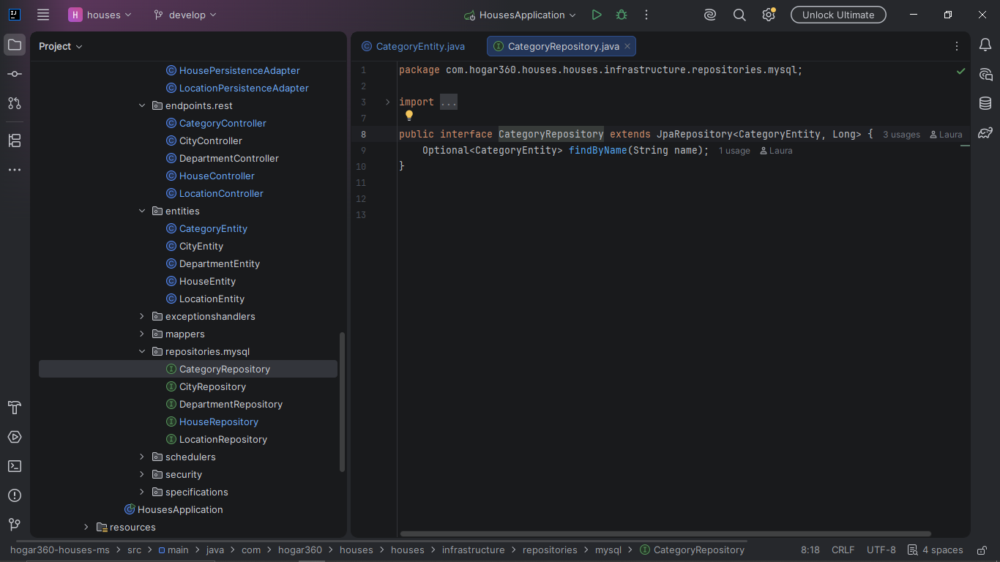 houses develop HousesApplication Unlock Ultimate
Project
HousePersistenceAdapter
LocationPersistenceAdapter
endpoints.rest
CategoryController
CityController
DepartmentController
HouseController
LocationController
entities
CategoryEntity
CityEntity
DepartmentEntity
HouseEntity
LocationEntity
exceptionshandlers
mappers
repositories.mysql
CategoryRepository
CityRepository
DepartmentRepository
HouseRepository
LocationRepository
schedulers
security
specifications
HousesApplication
resources
CategoryEntity.java CategoryRepository.java
1 package com.hogar360.houses.houses.infrastructure.repositories.mysql;
2
3 import ...
7
8 public interface CategoryRepository extends JpaRepository<CategoryEntity, Long> { 3 usages Laura
9 Optional<CategoryEntity> findByName(String name); 1 usage Laura
10 }
11
12
13
hogar360-houses-ms > src > main > java > com > hogar360 > houses > houses > infrastructure > repositories > mysql > CategoryRepository 8:18 CRLF UTF-8 4 spaces